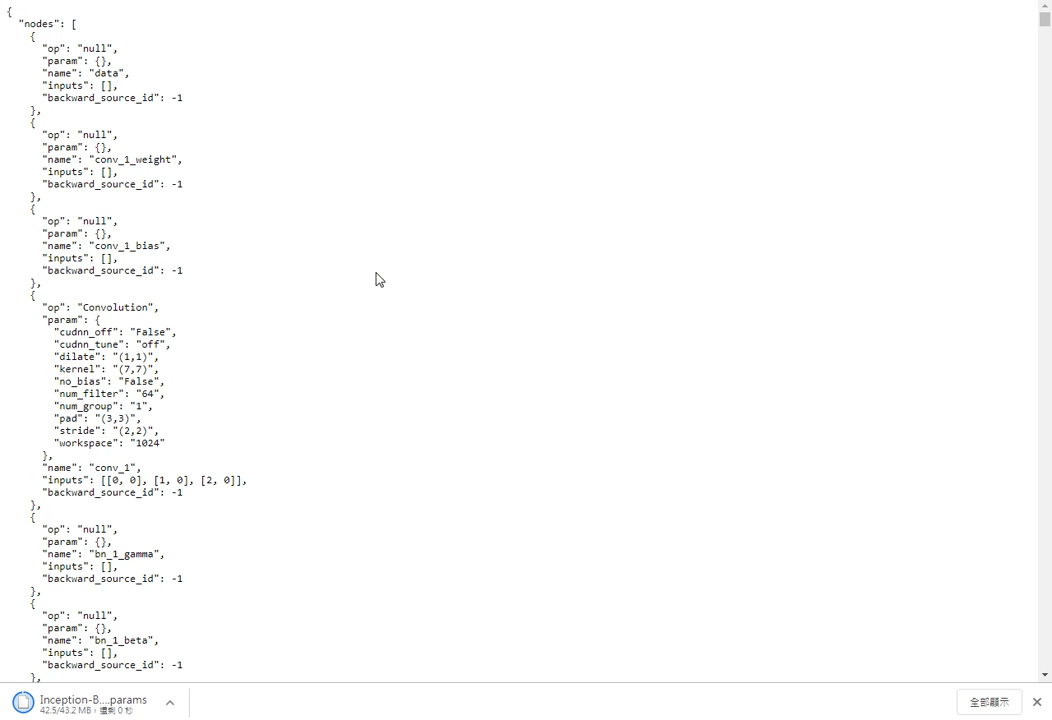 {
  "nodes": [
    {
      "op": "null",
      "param": {},
      "name": "data",
      "inputs": [],
      "backward_source_id": -1
    },
    {
      "op": "null",
      "param": {},
      "name": "conv_1_weight",
      "inputs": [],
      "backward_source_id": -1
    },
    {
      "op": "null",
      "param": {},
      "name": "conv_1_bias",
      "inputs": [],
      "backward_source_id": -1
    },
    {
      "op": "Convolution",
      "param": {
        "cudnn_off": "False",
        "cudnn_tune": "off",
        "dilate": "(1,1)",
        "kernel": "(7,7)",
        "no_bias": "False",
        "num_filter": "64",
        "num_group": "1",
        "pad": "(3,3)",
        "stride": "(2,2)",
        "workspace": "1024"
      },
      "name": "conv_1",
      "inputs": [[0, 0], [1, 0], [2, 0]],
      "backward_source_id": -1
    },
    {
      "op": "null",
      "param": {},
      "name": "bn_1_gamma",
      "inputs": [],
      "backward_source_id": -1
    },
    {
      "op": "null",
      "param": {},
      "name": "bn_1_beta",
      "inputs": [],
      "backward_source_id": -1
    },
Inception-B....params
42.5/43.2 MB，還剩 0 秒
全部顯示